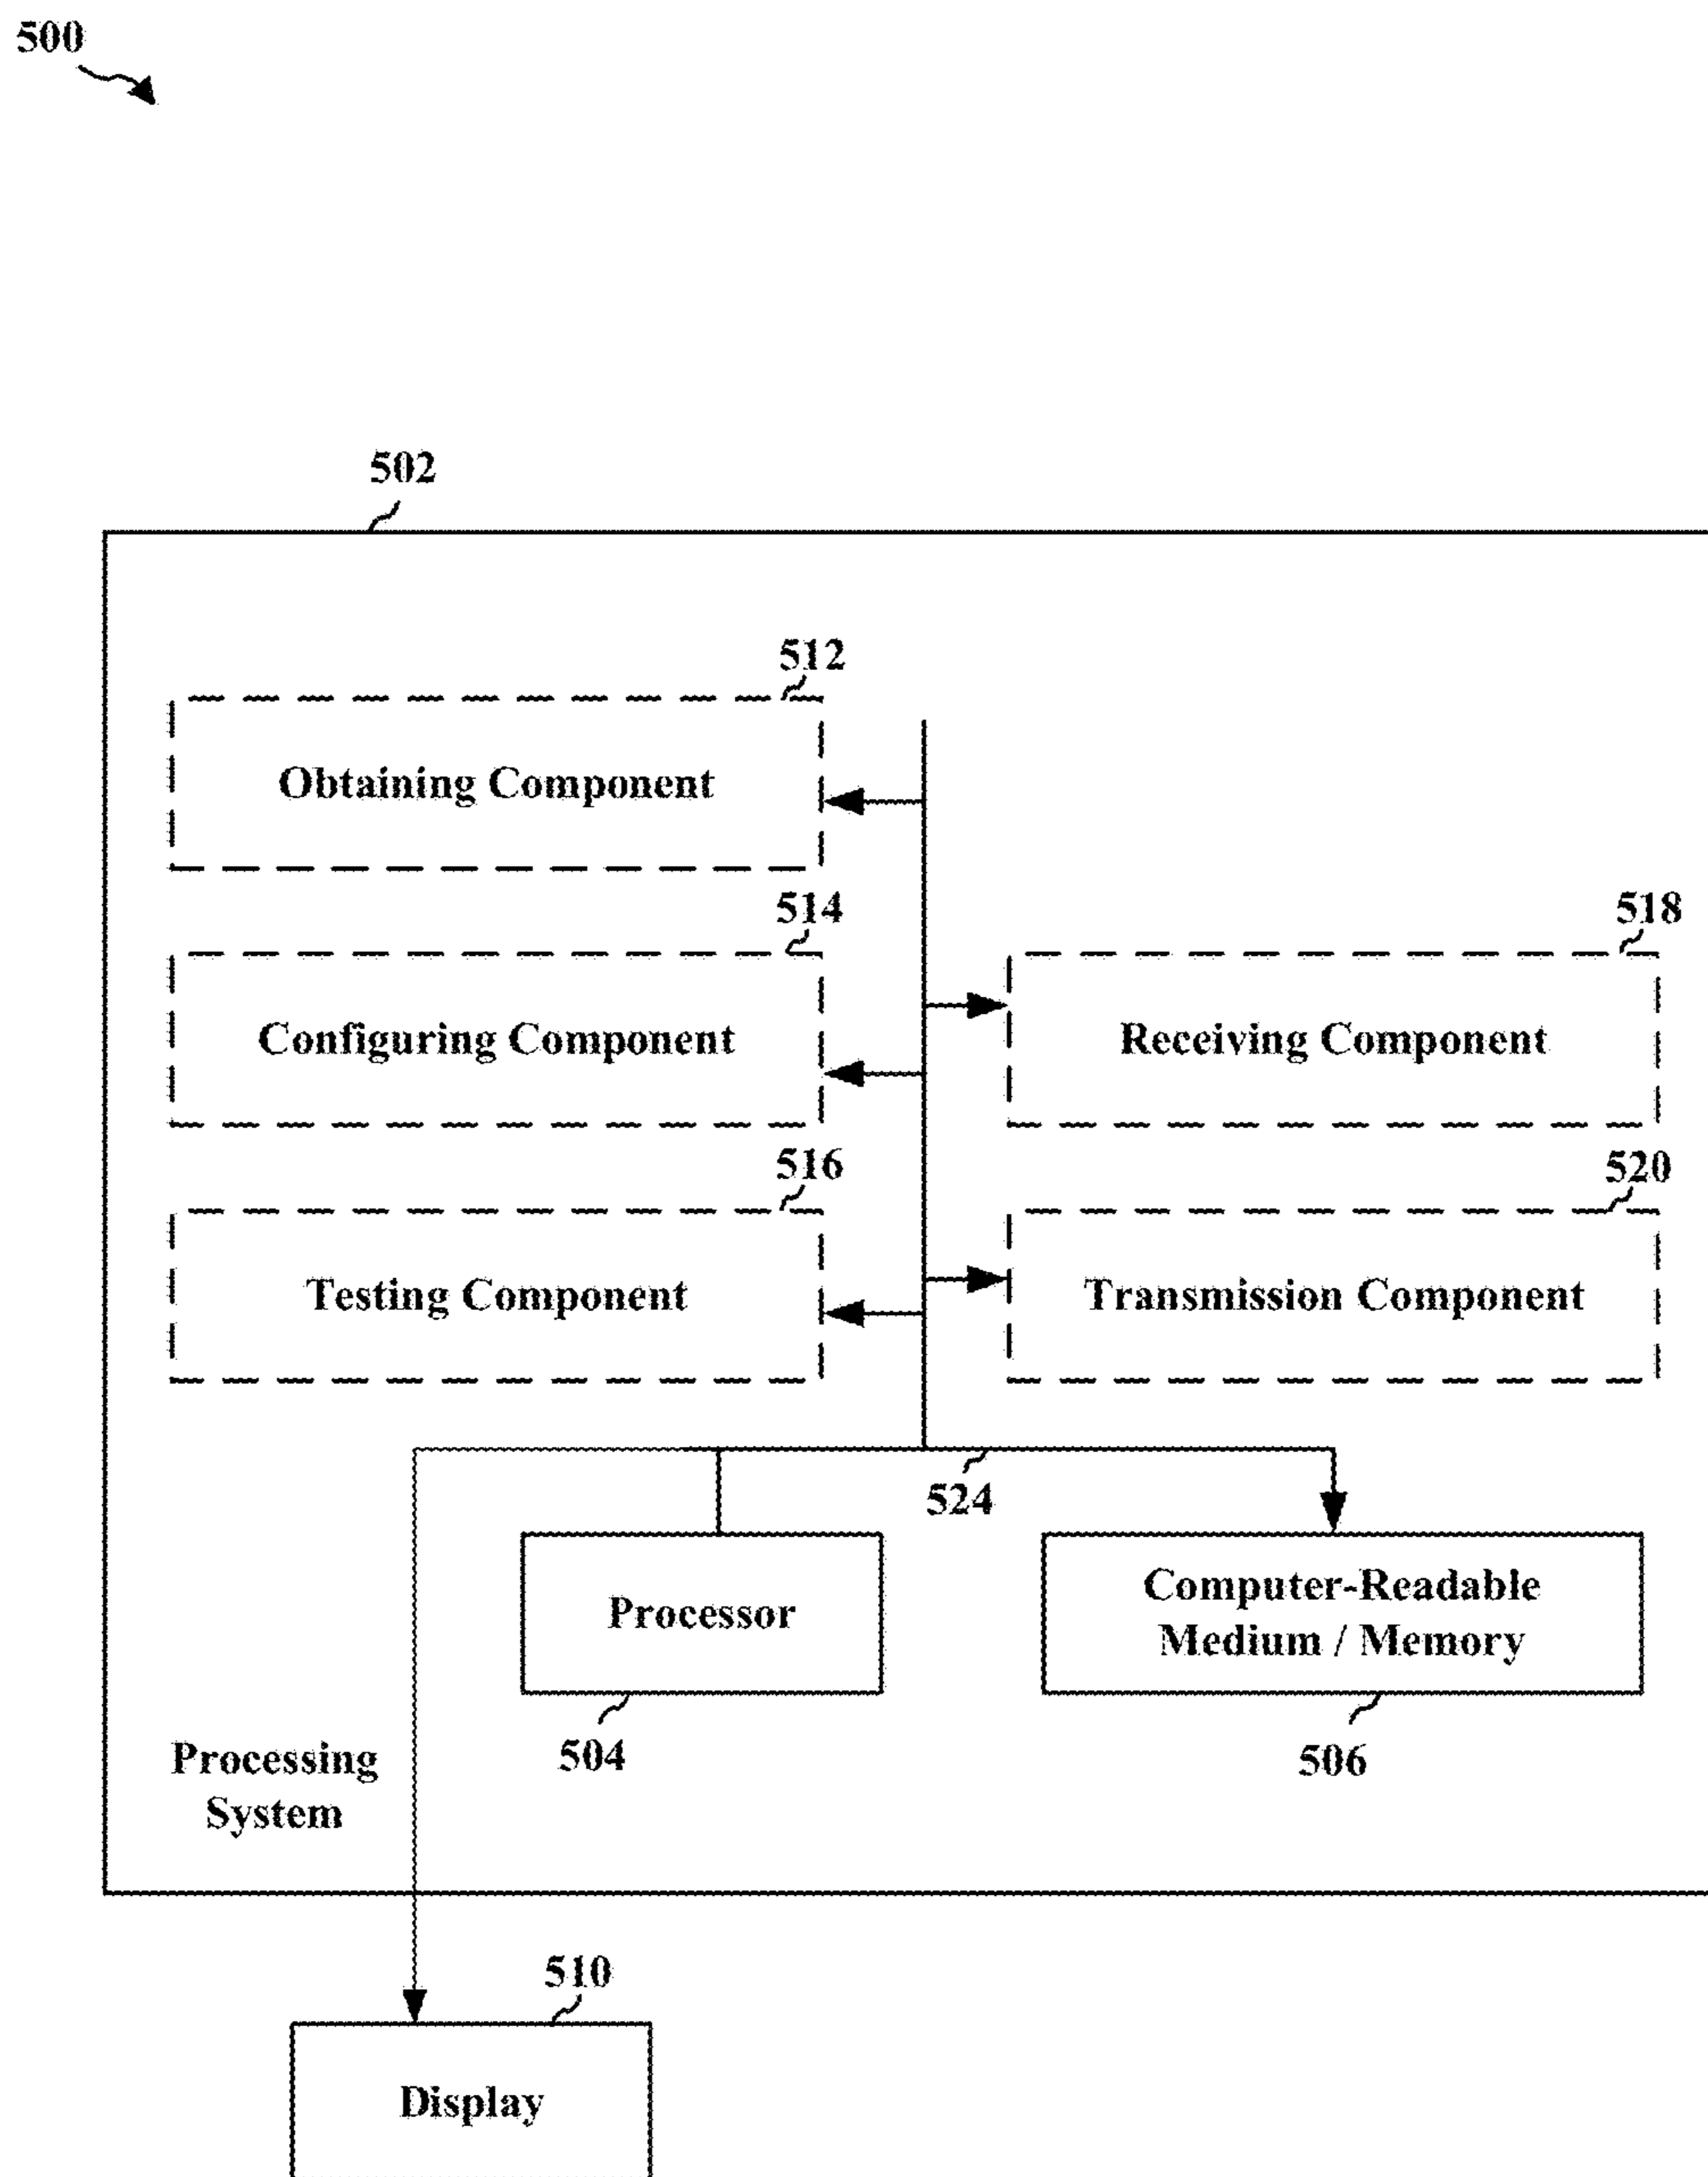 500
502
512
Obtaining Component
514
518
Configuring Component
Receiving Component
516
520
Testing Component
Transmission Component
524
Processor
Computer-Readable
Medium / Memory
504
506
Processing
System
510
Display